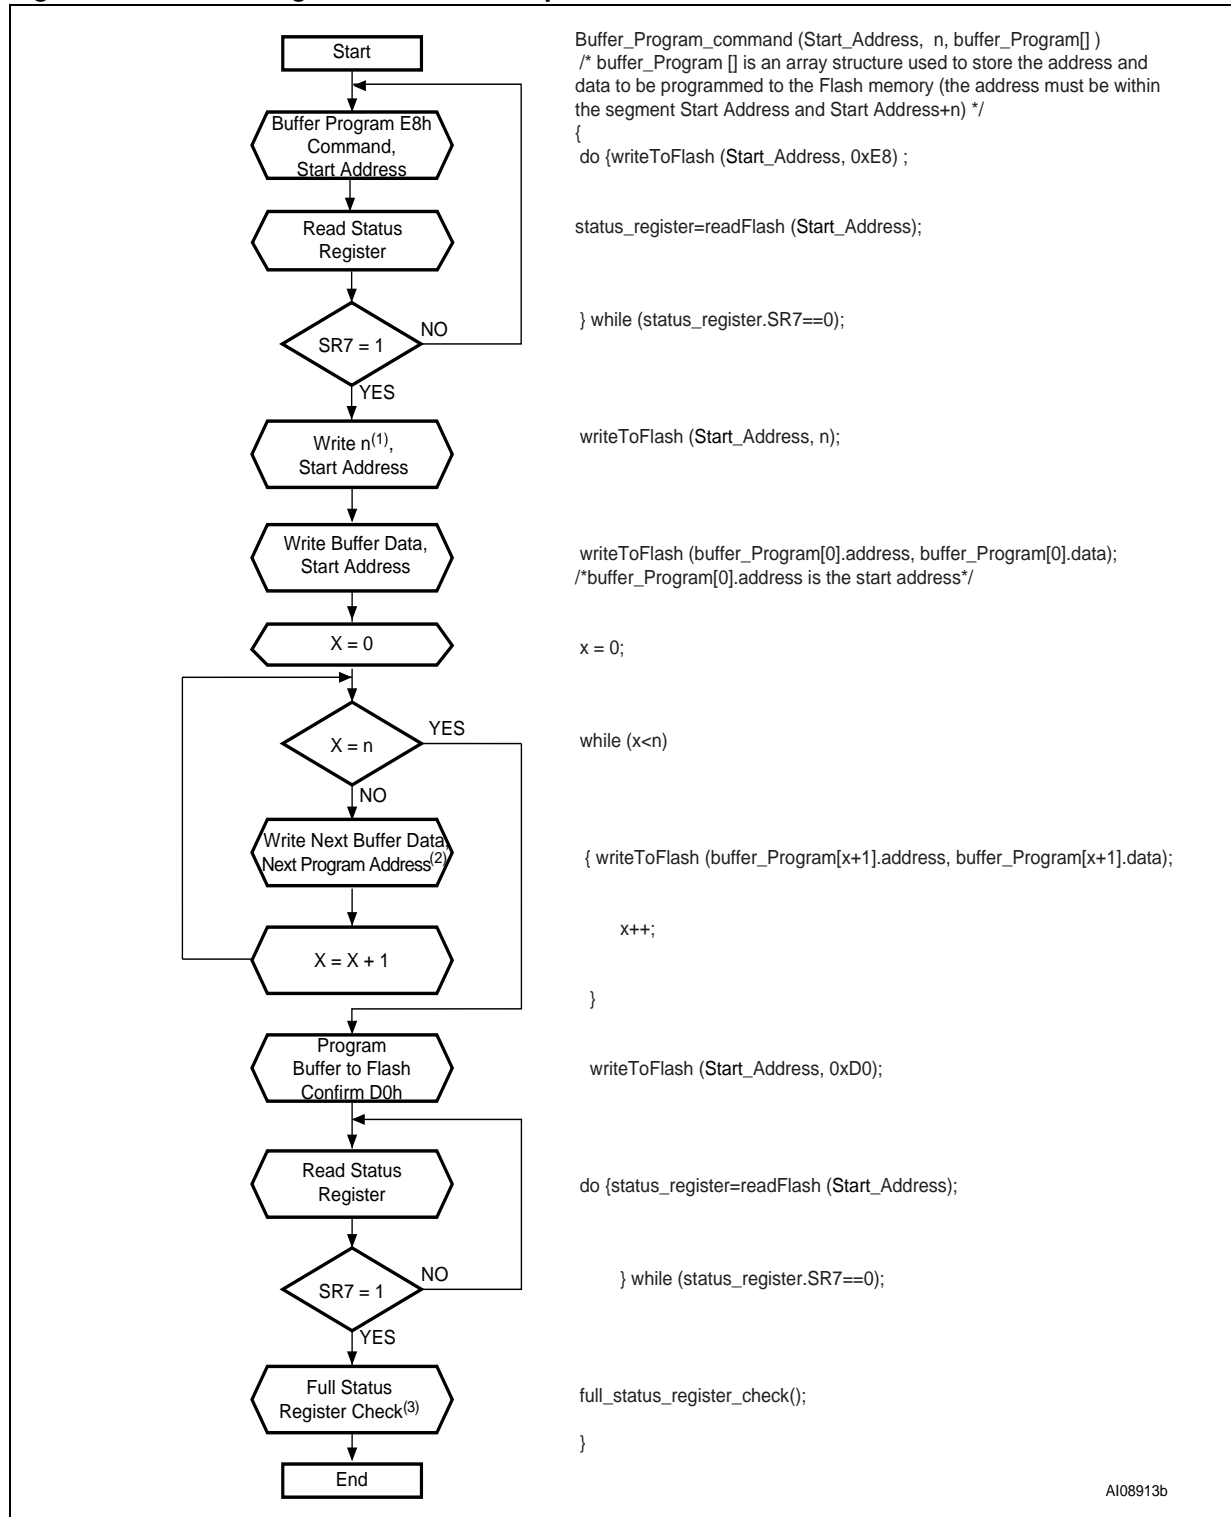 Start
Buffer_Program_command (Start_Address, n, buffer_Program[] )
/* buffer_Program [] is an array structure used to store the address and
data to be programmed to the Flash memory (the address must be within
the segment Start Address and Start Address+n) */
{
Buffer Program E8h
Command,
Start Address
do {writeToFlash (Start_Address, 0xE8) ;
Read Status
Register
status_register=readFlash (Start_Address);
SR7 = 1
NO
YES
} while (status_register.SR7==0);
Write n(1),
Start Address
writeToFlash (Start_Address, n);
Write Buffer Data,
Start Address
writeToFlash (buffer_Program[0].address, buffer_Program[0].data);
/*buffer_Program[0].address is the start address*/
X = 0
x = 0;
X = n
YES
NO
while (x<n)
Write Next Buffer Data,
Next Program Address(2)
{ writeToFlash (buffer_Program[x+1].address, buffer_Program[x+1].data);
X = X + 1
x++;
}
Program
Buffer to Flash
Confirm D0h
writeToFlash (Start_Address, 0xD0);
Read Status
Register
do {status_register=readFlash (Start_Address);
SR7 = 1
NO
YES
} while (status_register.SR7==0);
Full Status
Register Check(3)
full_status_register_check();
}
End
AI08913b